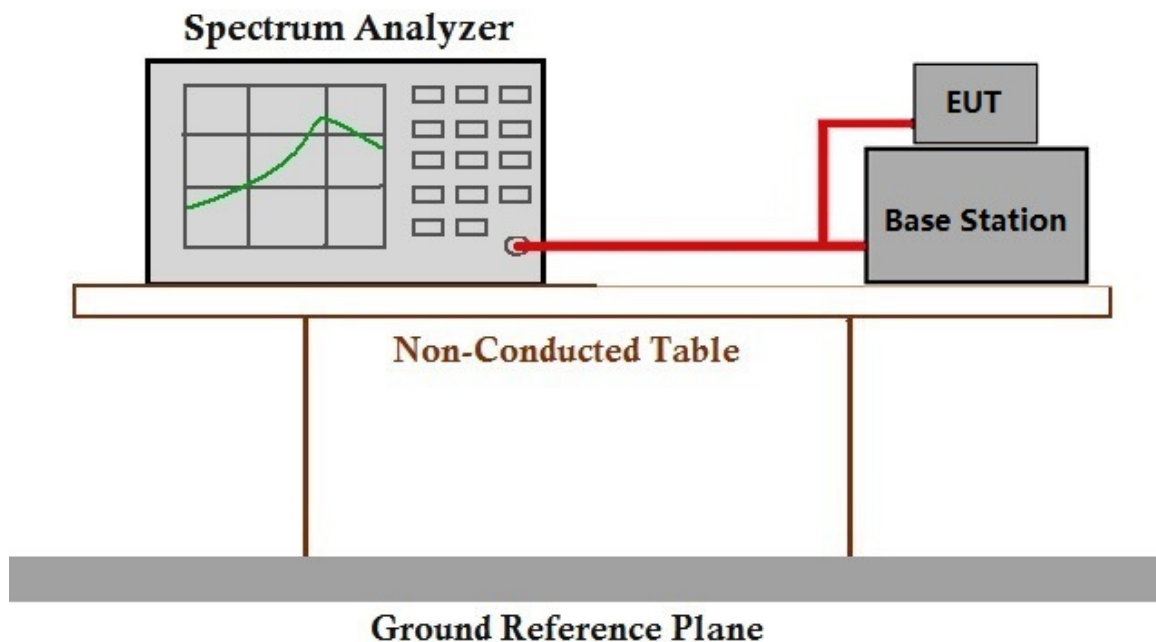 Spectrum Analyzer
EUT
Base Station
Non-Conducted Table
Ground Reference Plane